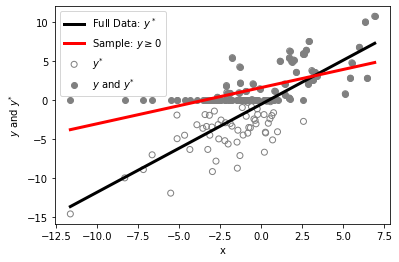 Full Data: y*
Sample: y ≥ 0
y*
y and y*
10
5
0
−5
−10
−15
y and y*
−12.5 −10.0 −7.5 −5.0 −2.5 0.0 2.5 5.0 7.5
x